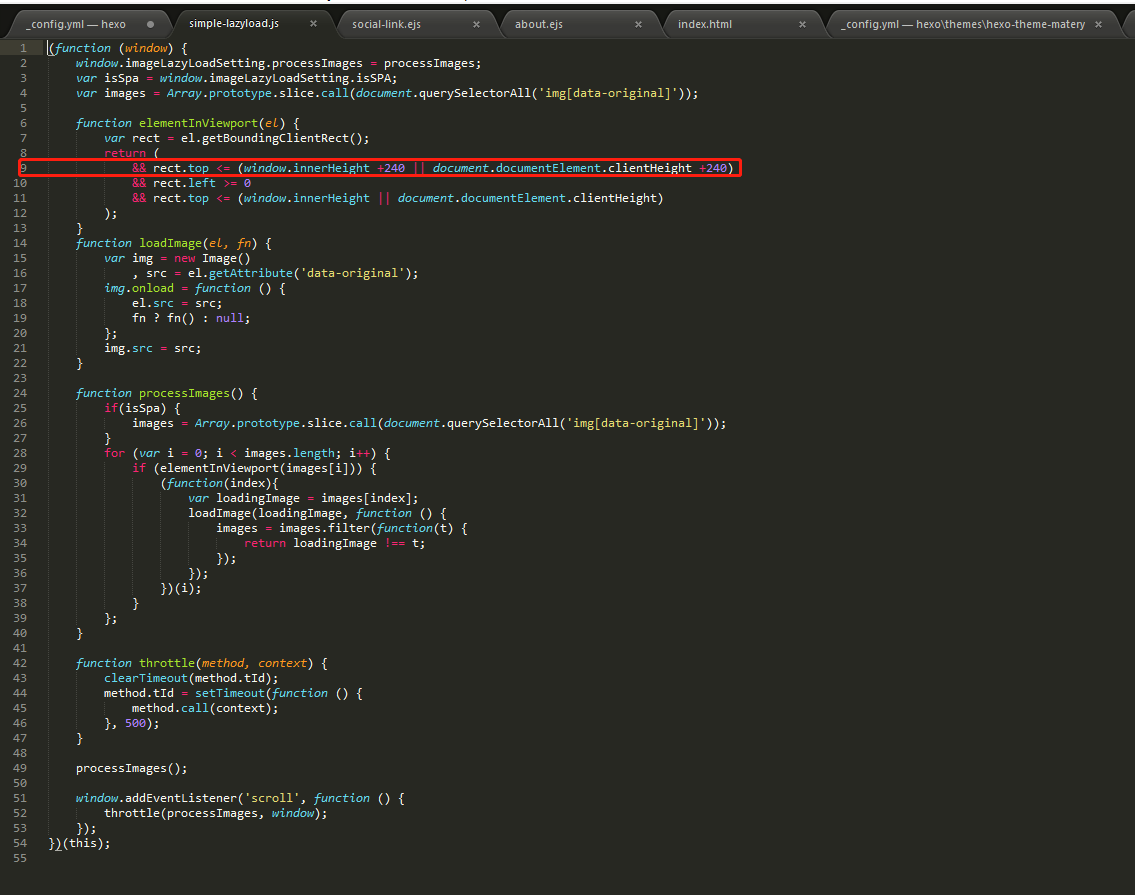 _config.yml — hexo
simple-lazyload.js ×
social-link.ejs ×
about.ejs ×
index.html ×
_config.yml — hexo\themes\hexo-theme-matery ×
1 (function (window) {
2     window.imageLazyLoadSetting.processImages = processImages;
3     var isSpa = window.imageLazyLoadSetting.isSPA;
4     var images = Array.prototype.slice.call(document.querySelectorAll('img[data-original]'));
5
6     function elementInViewport(el) {
7         var rect = el.getBoundingClientRect();
8         return (
9             && rect.top <= (window.innerHeight +240 || document.documentElement.clientHeight +240)
10             && rect.left >= 0
11             && rect.top <= (window.innerHeight || document.documentElement.clientHeight)
12         );
13     }
14     function loadImage(el, fn) {
15         var img = new Image()
16             , src = el.getAttribute('data-original');
17         img.onload = function () {
18             el.src = src;
19             fn ? fn() : null;
20         };
21         img.src = src;
22     }
23
24     function processImages() {
25         if(isSpa) {
26             images = Array.prototype.slice.call(document.querySelectorAll('img[data-original]'));
27         }
28         for (var i = 0; i < images.length; i++) {
29             if (elementInViewport(images[i])) {
30                 (function(index){
31                     var loadingImage = images[index];
32                     loadImage(loadingImage, function () {
33                         images = images.filter(function(t) {
34                             return loadingImage !== t;
35                         });
36                     });
37                 })(i);
38             }
39         };
40     }
41
42     function throttle(method, context) {
43         clearTimeout(method.tId);
44         method.tId = setTimeout(function () {
45             method.call(context);
46         }, 500);
47     }
48
49     processImages();
50
51     window.addEventListener('scroll', function () {
52         throttle(processImages, window);
53     });
54 })(this);
55